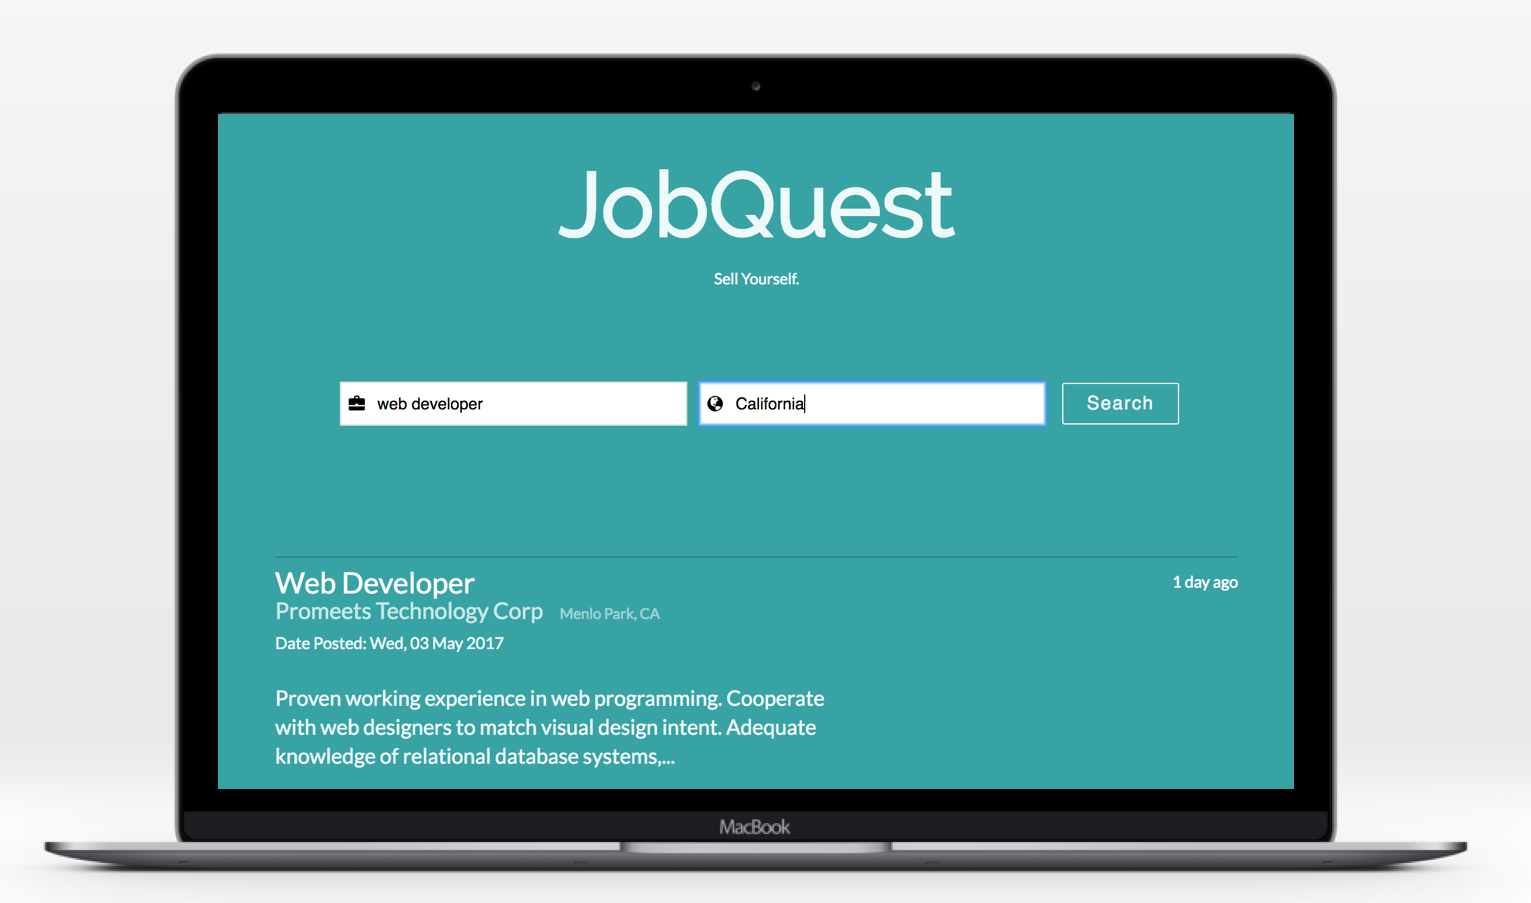 JobQuest
Sell Yourself.
web developer
California
Search
Web Developer
1 day ago
Promeets Technology Corp Menlo Park, CA
Date Posted: Wed, 03 May 2017
Proven working experience in web programming. Cooperate
with web designers to match visual design intent. Adequate
knowledge of relational database systems,...
MacBook